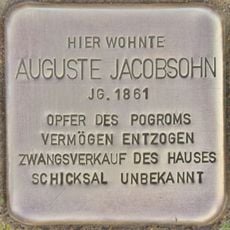 HIER WOHNTE
AUGUSTE JACOBSOHN
JG. 1861
OPFER DES POGROMS
VERMÖGEN ENTZOGEN
ZWANGSVERKAUF DES HAUSES
SCHICKSAL UNBEKANNT